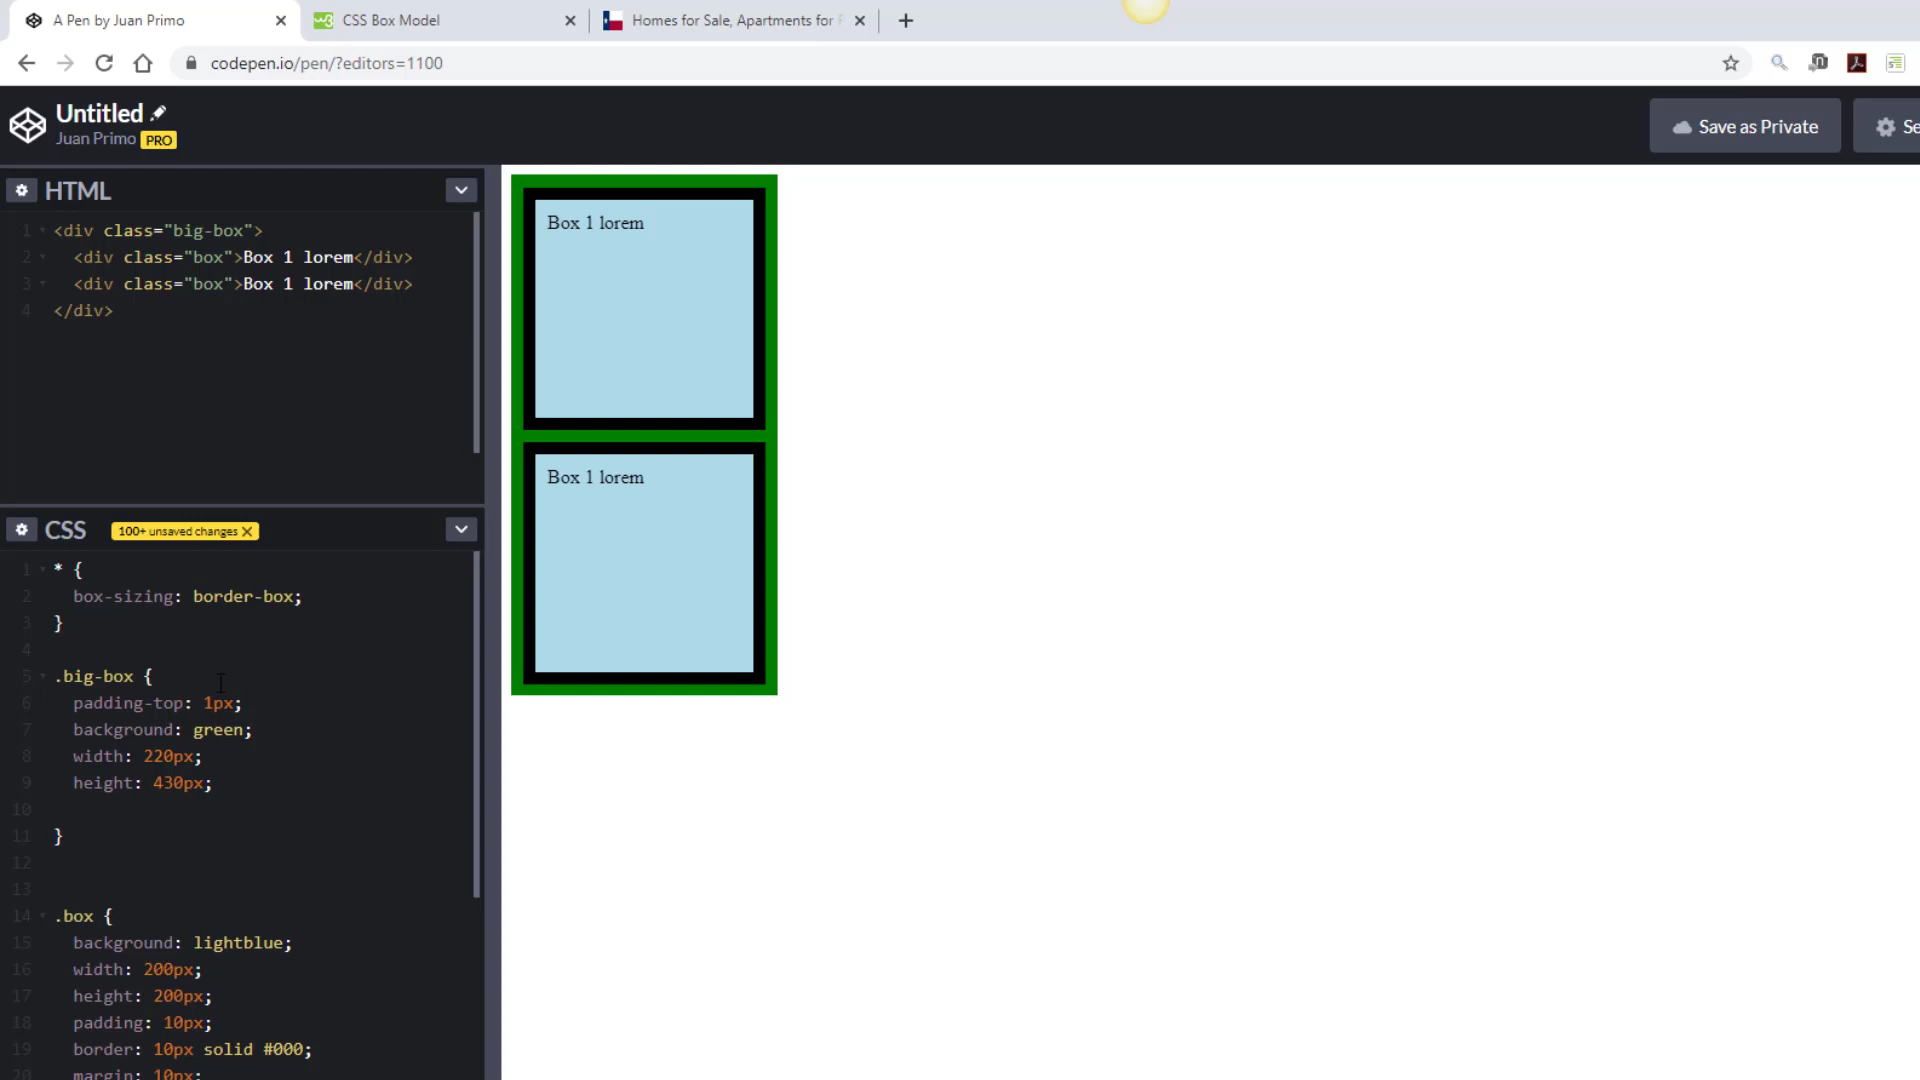 A Pen by Juan Primo
CSS Box Model
Homes for Sale, Apartments for
codepen.io/pen/?editors=1100
Untitled
Juan Primo PRO
Save as Private
Se
HTML
1 <div class="big-box">
2 <div class="box">Box 1 lorem</div>
3 <div class="box">Box 1 lorem</div>
4 </div>
CSS 100+ unsaved changes X
1 * {
2 box-sizing: border-box;
3 }
4
5 .big-box {
6 padding-top: 1px;
7 background: green;
8 width: 220px;
9 height: 430px;
10
11 }
12
13
14 .box {
15 background: lightblue;
16 width: 200px;
17 height: 200px;
18 padding: 10px;
19 border: 10px solid #000;
20 margin: 10px;
Box 1 lorem
Box 1 lorem